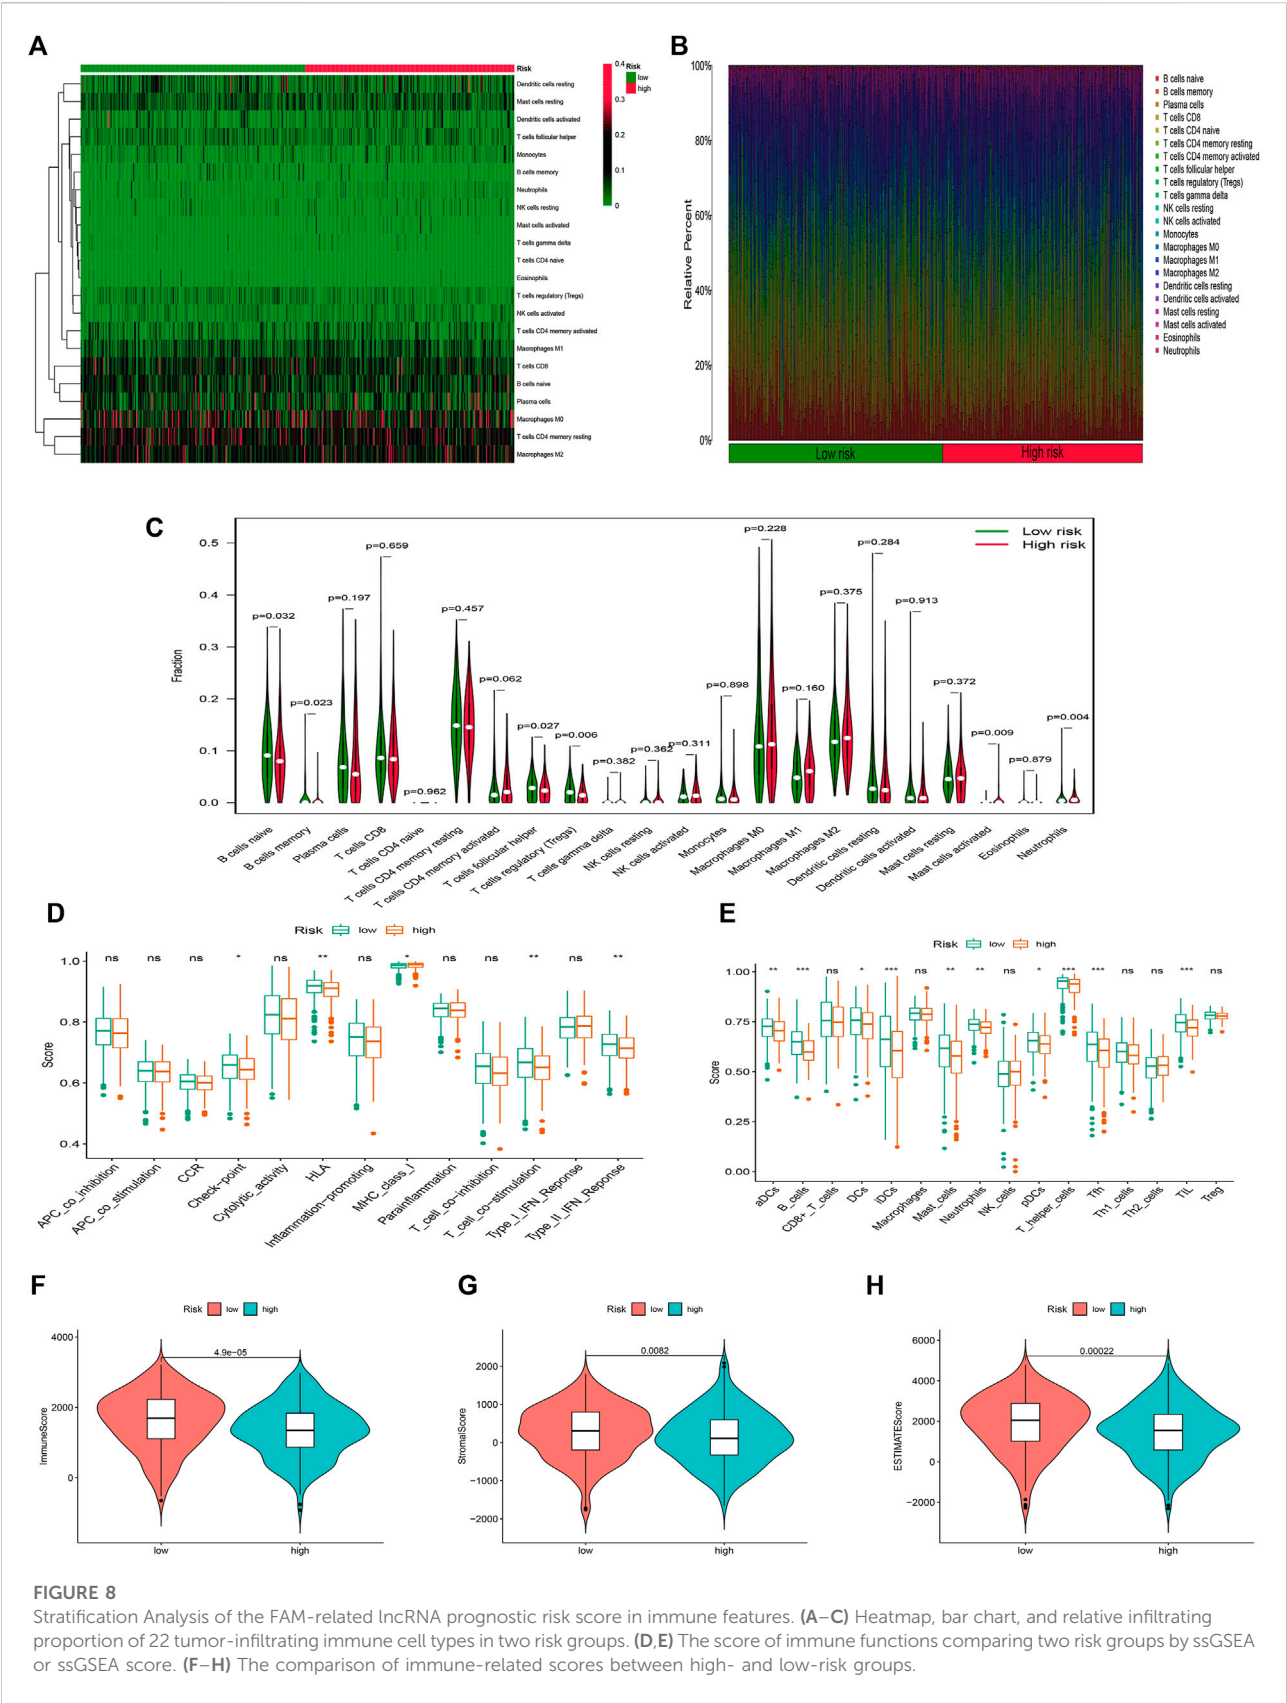 A
Risk
Dendritic cells resting
Mast cells resting
Dendritic cells activated
T cells follicular helper
Monocytes
B cells memory
Neutrophils
NK cells resting
Mast cells activated
T cells gamma delta
T cells CD4 naive
Eosinophils
T cells regulatory (Tregs)
NK cells activated
T cells CD4 memory activated
Macrophages M1
T cells CD8
B cells naive
Plasma cells
Macrophages M0
T cells CD4 memory resting
Macrophages M2
0.4
0.3
0.2
0.1
0
Risk
low
high
B
Relative Percent
100%
80%
60%
40%
20%
0%
Low risk
High risk
B cells naive
B cells memory
Plasma cells
T cells CD8
T cells CD4 naive
T cells CD4 memory resting
T cells CD4 memory activated
T cells follicular helper
T cells regulatory (Tregs)
T cells gamma delta
NK cells resting
NK cells activated
Monocytes
Macrophages M0
Macrophages M1
Macrophages M2
Dendritic cells resting
Dendritic cells activated
Mast cells resting
Mast cells activated
Eosinophils
Neutrophils
C
Fraction
0.5
0.4
0.3
0.2
0.1
0.0
Low risk
High risk
p=0.032
p=0.023
p=0.197
p=0.659
p=0.962
p=0.457
p=0.062
p=0.027
p=0.006
p=0.382
p=0.362
p=0.311
p=0.898
p=0.228
p=0.160
p=0.375
p=0.284
p=0.913
p=0.372
p=0.009
p=0.879
p=0.004
B cells naive
B cells memory
Plasma cells
T cells CD8
T cells CD4 naive
T cells CD4 memory resting
T cells CD4 memory activated
T cells follicular helper
T cells regulatory (Tregs)
T cells gamma delta
NK cells resting
NK cells activated
Monocytes
Macrophages M0
Macrophages M1
Macrophages M2
Dendritic cells resting
Dendritic cells activated
Mast cells resting
Mast cells activated
Eosinophils
Neutrophils
D
Risk low high
Score
1.0
0.8
0.6
0.4
ns ns ns * ns ** ns * ns ns ** ns **
APC_co_inhibition
APC_co_stimulation
CCR
Check-point
Cytolytic_activity
HLA
Inflammation-promoting
MHC_class_I
Parainflammation
T_cell_co-inhibition
T_cell_co-stimulation
Type_I_IFN_Reponse
Type_II_IFN_Reponse
E
Risk low high
Score
1.00
0.75
0.50
0.25
0.00
** *** ns * *** ns ** ** ns * *** *** ns ns *** ns
aDCs
B_cells
CD8+_T_cells
DCs
iDCs
Macrophages
Mast_cells
Neutrophils
NK_cells
pDCs
T_helper_cells
Tfh
Th1_cells
Th2_cells
TIL
Treg
F
Risk low high
ImmuneScore
4000
2000
0
4.9e-05
low high
G
Risk low high
StromalScore
2000
1000
0
−1000
−2000
0.0082
low high
H
Risk low high
ESTIMATEScore
6000
4000
2000
0
−2000
0.00022
low high
FIGURE 8
Stratification Analysis of the FAM-related lncRNA prognostic risk score in immune features. (A–C) Heatmap, bar chart, and relative infiltrating
proportion of 22 tumor-infiltrating immune cell types in two risk groups. (D,E) The score of immune functions comparing two risk groups by ssGSEA
or ssGSEA score. (F–H) The comparison of immune-related scores between high- and low-risk groups.